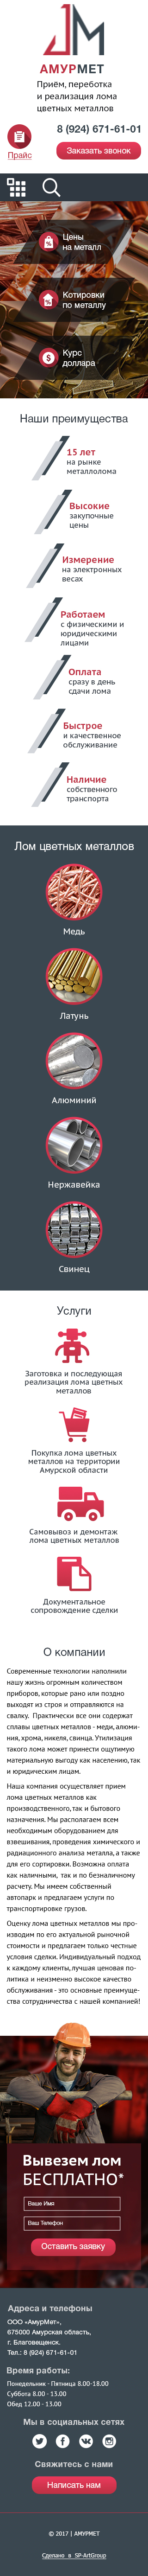 АМУРМЕТ
Приём, переботка
и реализация лома
цветных металлов
Прайс
8 (924) 671-61-01
Заказать звонок
Цены
на металл
Котировки
по металлу
Курс
доллара
Наши преимущества
15 лет
на рынке
металлолома
Высокие
закупочные
цены
Измерение
на электронных
весах
Работаем
с физическими и
юридическими
лицами
Оплата
сразу в день
сдачи лома
Быстрое
и качественное
обслуживание
Наличие
собственного
транспорта
Лом цветных металлов
Медь
Латунь
Алюминий
Нержавейка
Свинец
Услуги
Заготовка и последующая
реализация лома цветных
металлов
Покупка лома цветных
металлов на территории
Амурской области
Самовывоз и демонтаж
лома цветных металлов
Документальное
сопровождение сделки
О компании
Современные технологии наполнили
нашу жизнь огромным количеством
приборов, которые рано или поздно
выходят из строя и отправляются на
свалку. Практически все они содержат
сплавы цветных металлов - меди, алюми-
ния, хрома, никеля, свинца. Утилизация
такого лома может принести ощутимую
материальную выгоду как населению, так
и юридическим лицам.
Наша компания осуществляет прием
лома цветных металлов как
производственного, так и бытового
назначения. Мы располагаем всем
необходимым оборудованием для
взвешивания, проведения химического и
радиационного анализа металла, а также
для его сортировки. Возможна оплата
как наличными, так и по безналичному
расчету. Мы имеем собственный
автопарк и предлагаем услуги по
транспортировке грузов.
Оценку лома цветных металлов мы про-
изводим по его актуальной рыночной
стоимости и предлагаем только честные
условия сделки. Индивидуальный подход
к каждому клиенты, лучшая ценовая по-
литика и неизменно высокое качество
обслуживания - это основные преимуще-
ства сотрудничества с нашей компанией!
Вывезем лом
БЕСПЛАТНО*
Ваше Имя
Ваш Телефон
Оставить заявку
Адреса и телефоны
ООО «АмурМет»,
675000 Амурская область,
г. Благовещенск.
Тел.: 8 (924) 671-61-01
Время работы:
Понедельник - Пятница 8.00-18.00
Суббота 8.00 - 13.00
Обед 12.00 - 13.00
Мы в социальных сетях
Свяжитесь с нами
Написать нам
© 2017 | АМУРМЕТ
Сделано в SP-ArtGroup